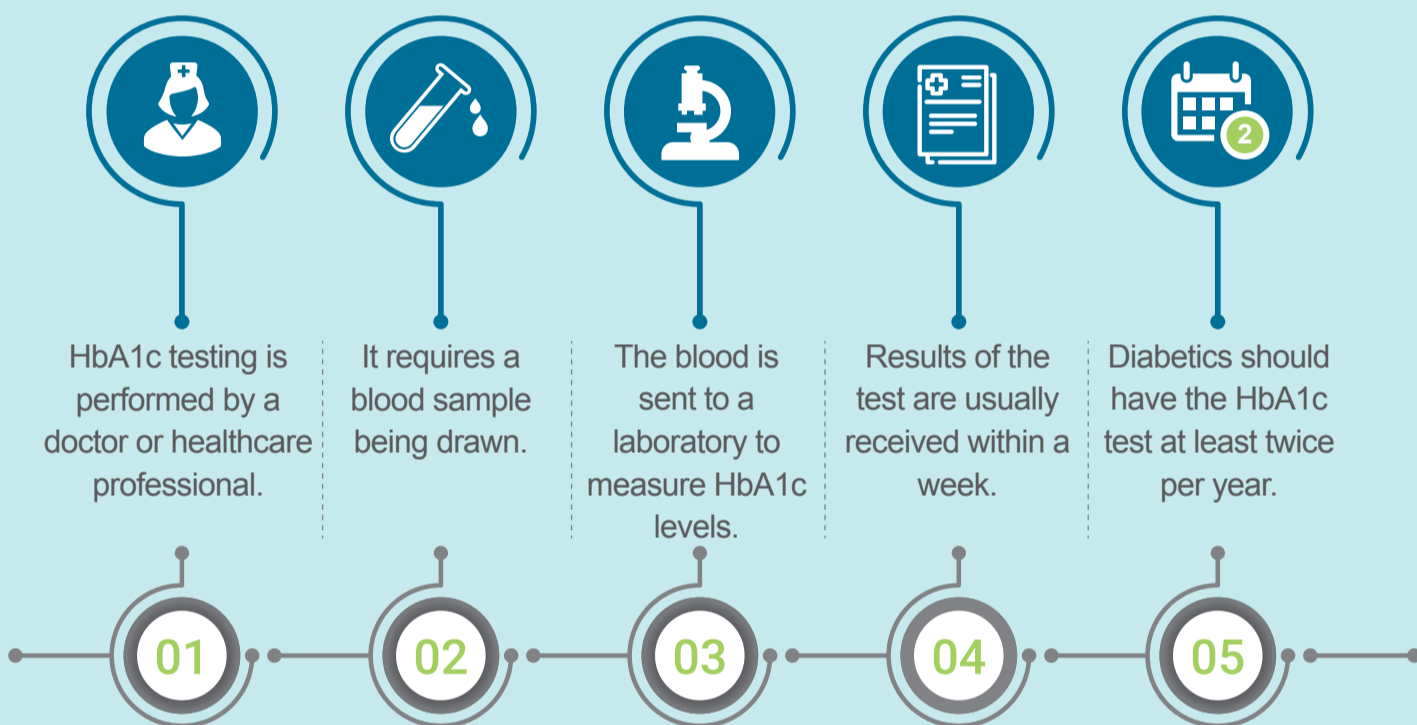 2
HbA1c testing is
performed by a
doctor or healthcare
professional.
It requires a
blood sample
being drawn.
The blood is
sent to a
laboratory to
measure HbA1c
levels.
Results of the
test are usually
received within a
week.
Diabetics should
have the HbA1c
test at least twice
per year.
01
02
03
04
05